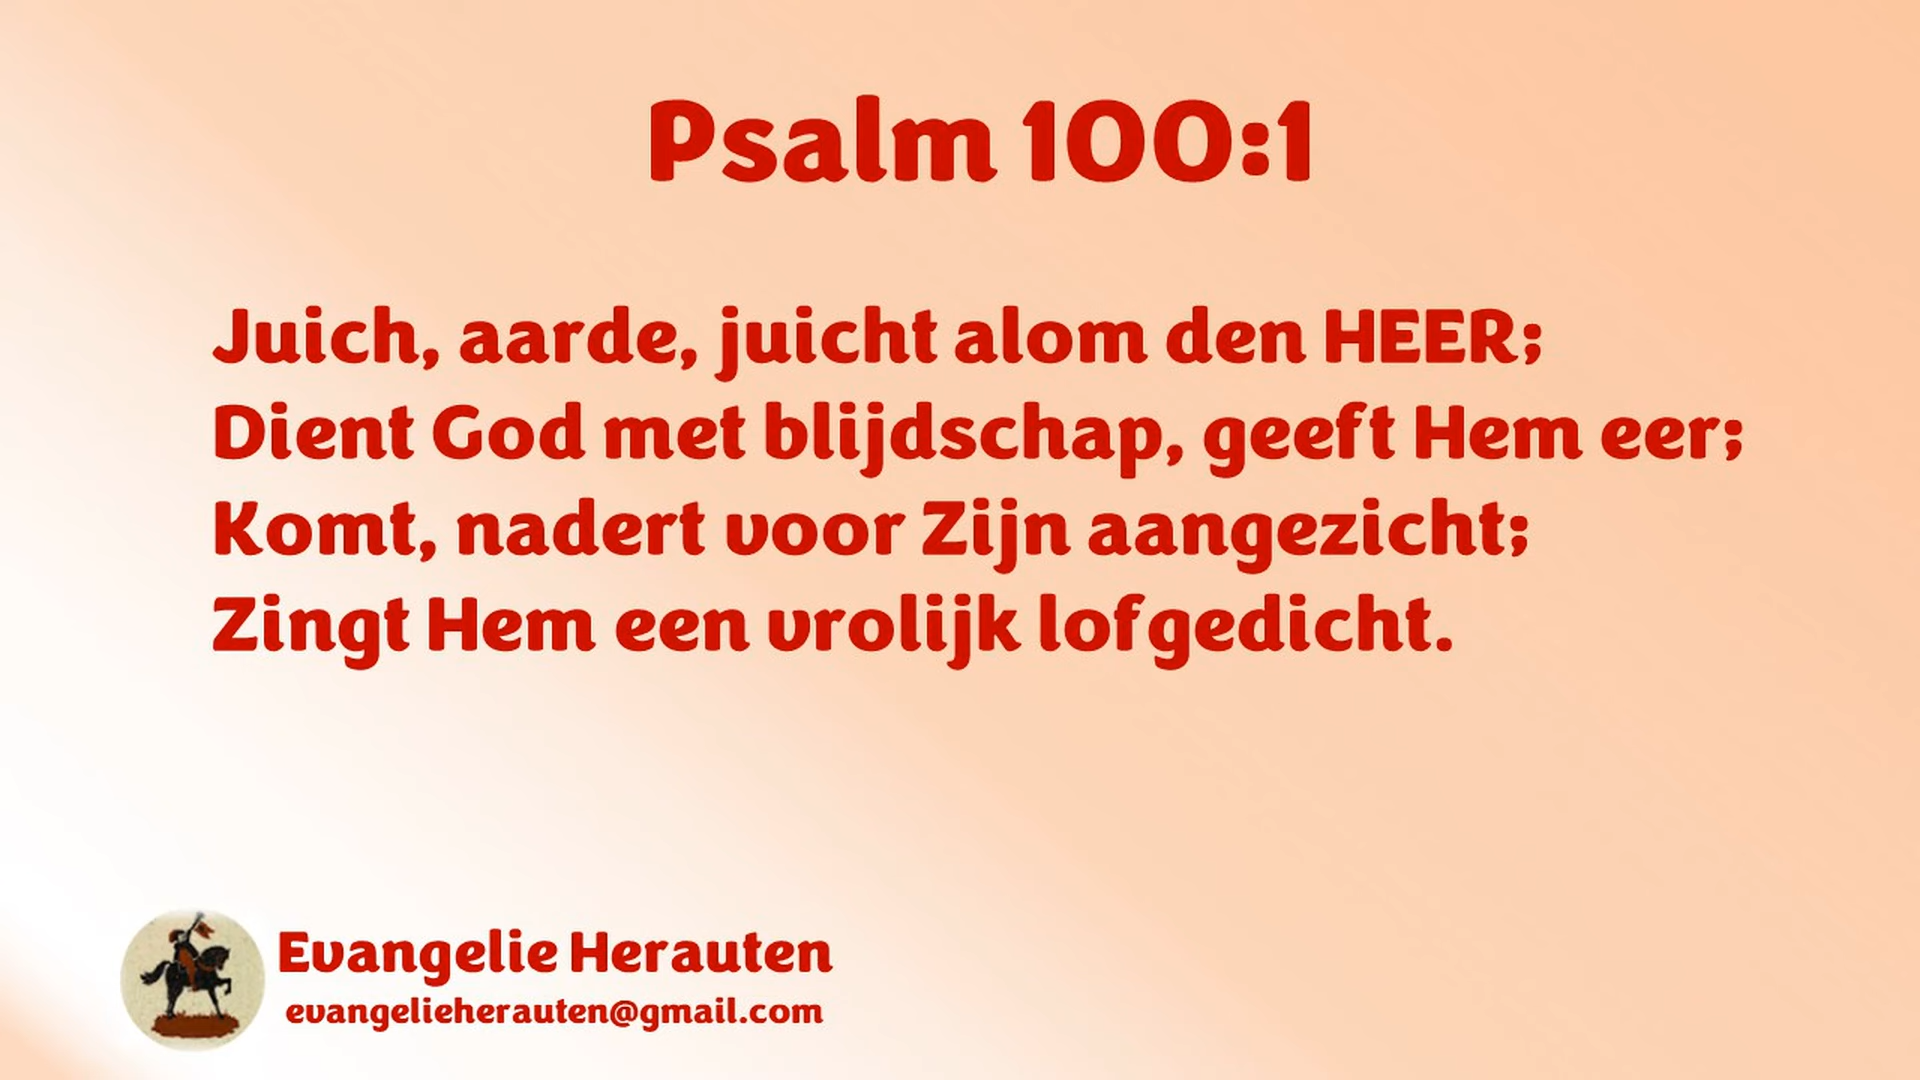 Psalm 100:1
Juich, aarde, juicht alom den HEER;
Dient God met blijdschap, geeft Hem eer;
Komt, nadert voor Zijn aangezicht;
Zingt Hem een vrolijk lofgedicht.
Evangelie Herauten
evangelieherauten@gmail.com